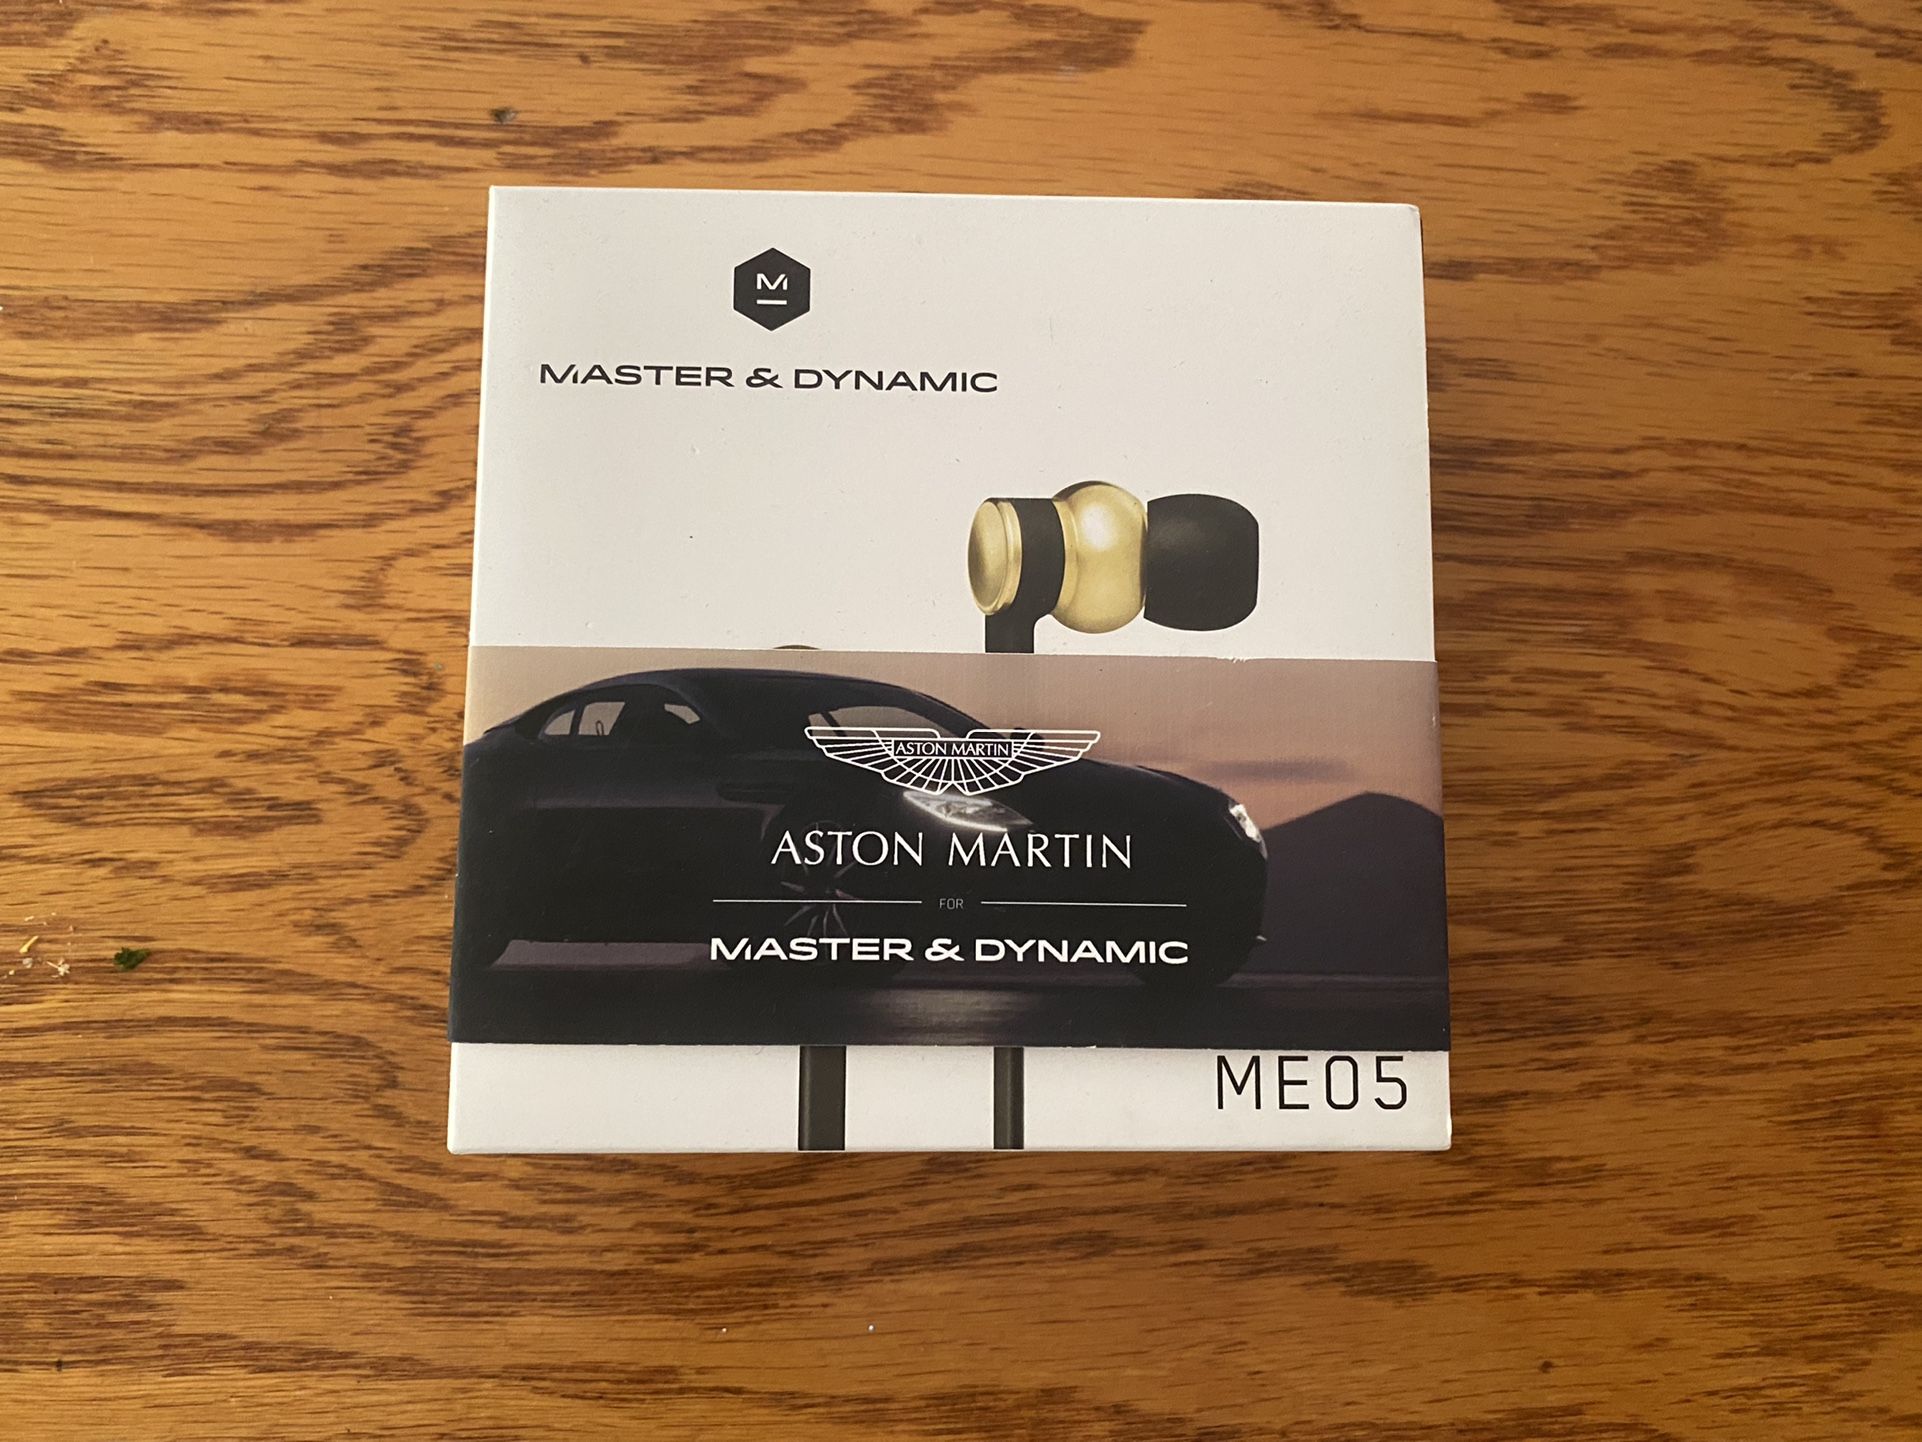 M
MASTER & DYNAMIC
ASTON MARTIN
ASTON MARTIN
FOR
MASTER & DYNAMIC
ME05